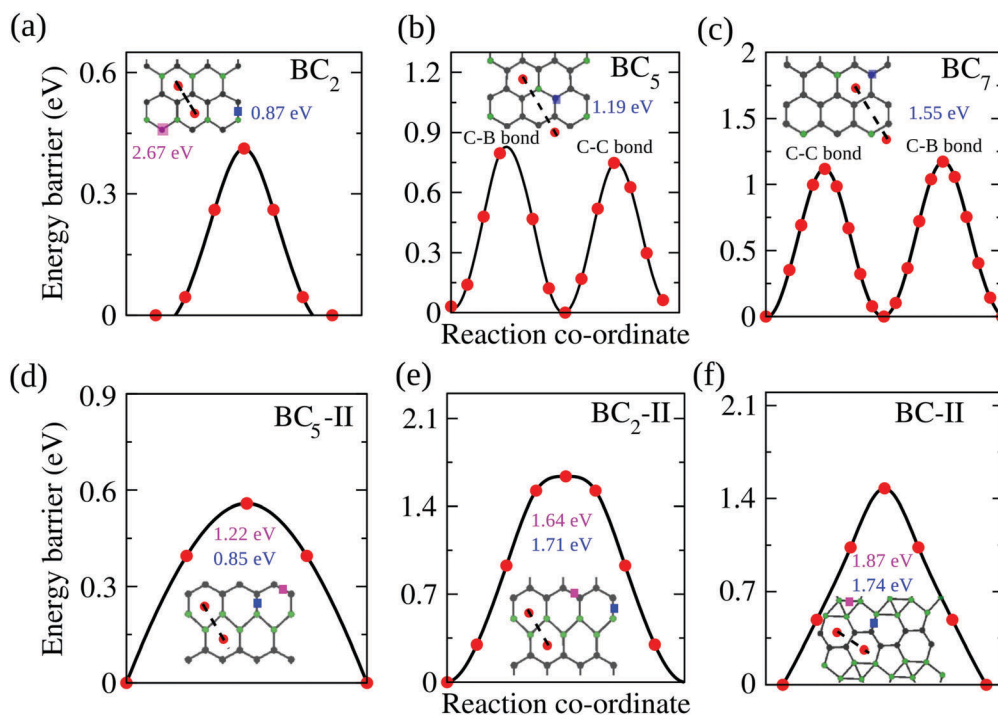 (a)
Energy barrier (eV)
0.6
0.3
0
BC2
0.87 eV
2.67 eV
(b)
1.2
0.9
0.6
0.3
0
BC5
1.19 eV
C-B bond
C-C bond
Reaction co-ordinate
(c)
2
1.5
1
0.5
0
BC7
1.55 eV
C-C bond
C-B bond
(d)
Energy barrier (eV)
0.9
0.6
0.3
0
BC5-II
1.22 eV
0.85 eV
(e)
2.1
1.4
0.7
0
BC2-II
1.64 eV
1.71 eV
Reaction co-ordinate
(f)
2.1
1.4
0.7
0
BC-II
1.87 eV
1.74 eV